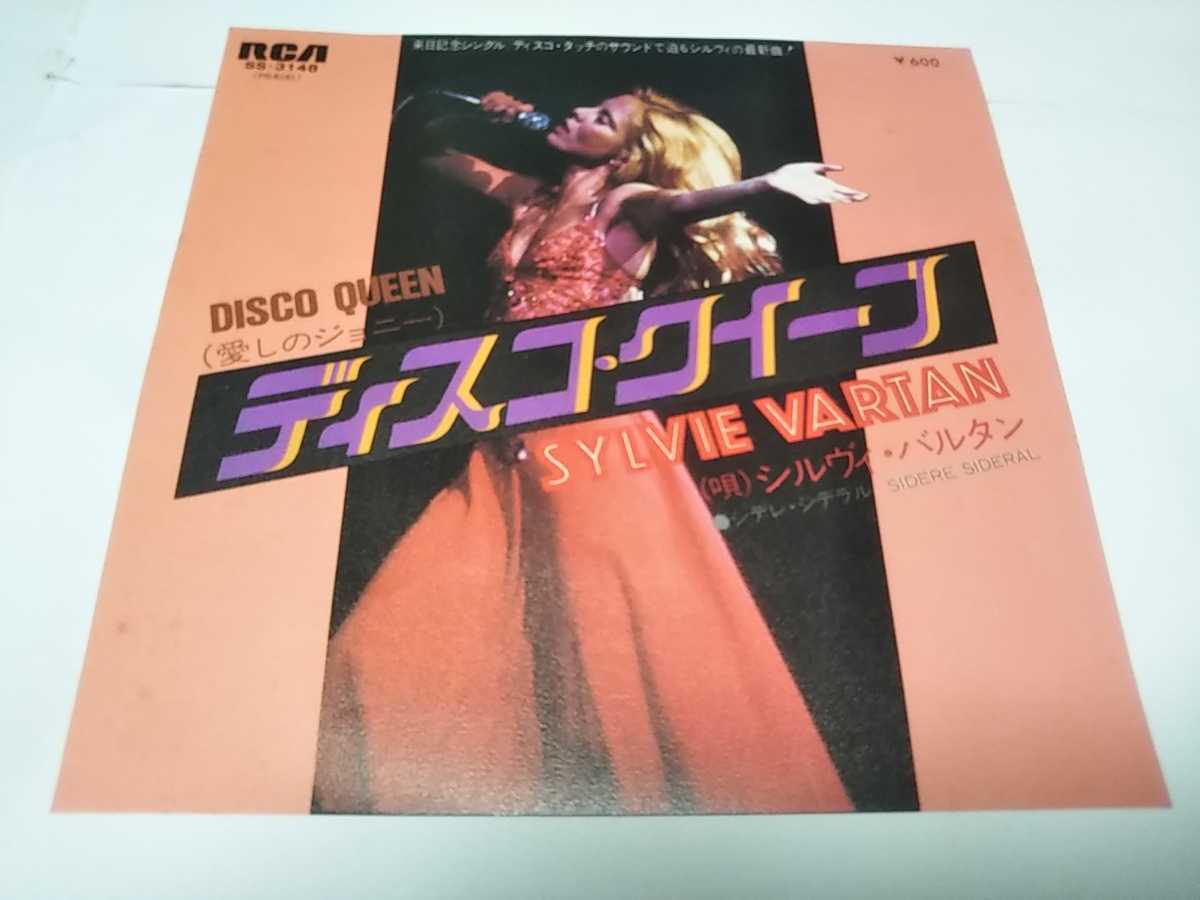 RCA
SS-3148
来日記念シングル ディスコ・タッチのサウンドで迫るシルヴィの最新曲!
¥600
DISCO QUEEN
(愛しのジョニー)
ディスコ・クイーン
SYLVIE VARTAN
(唄)シルヴィ・バルタン
●シデレ・シデラル SIDERE SIDERAL